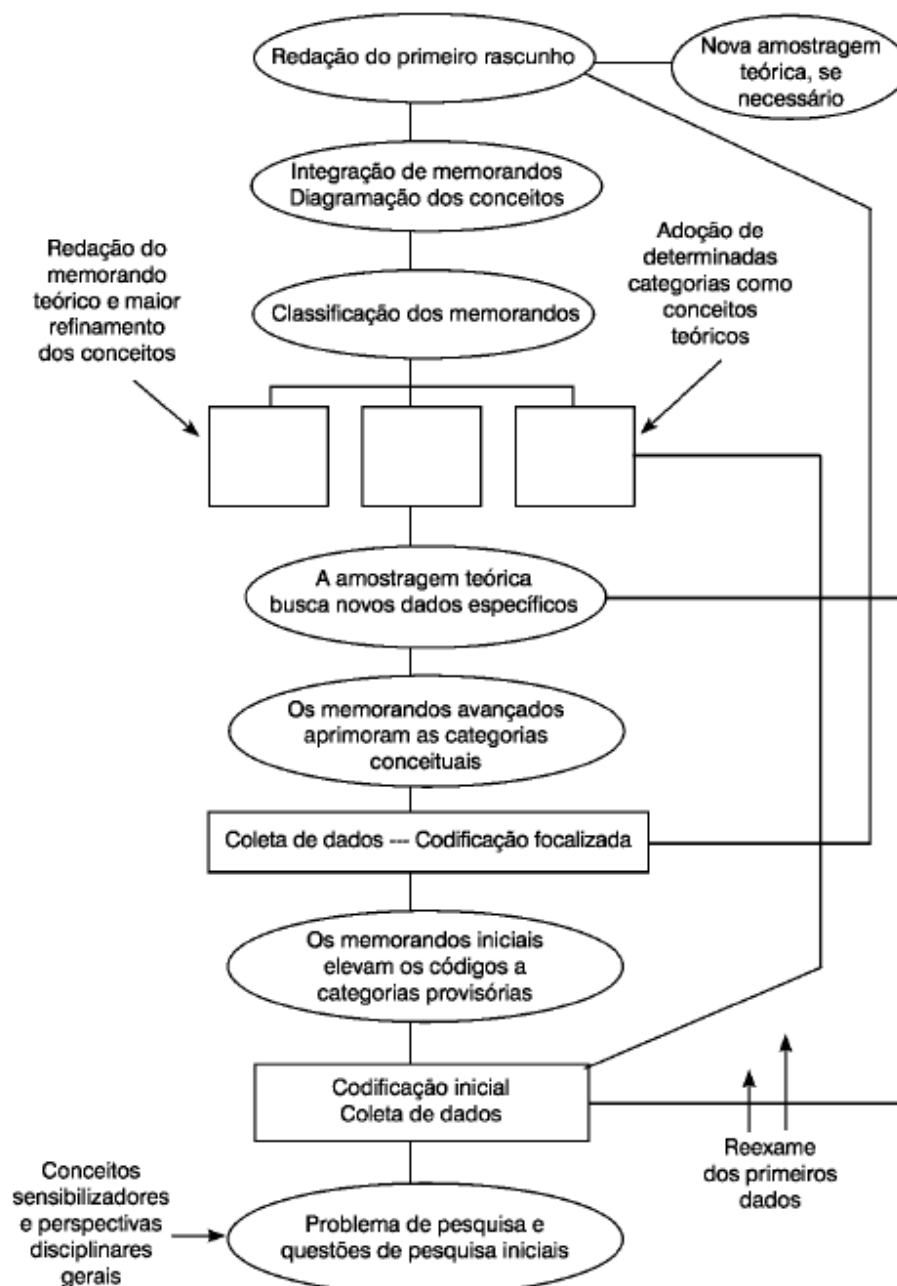 Redação do primeiro rascunho
Nova amostragem
teórica, se
necessário
Integração de memorandos
Diagramação dos conceitos
Redação do
memorando
teórico e maior
refinamento
dos conceitos
Adoção de
determinadas
categorias como
conceitos
teóricos
Classificação dos memorandos
A amostragem teórica
busca novos dados específicos
Os memorandos avançados
aprimoram as categorias
conceituais
Coleta de dados --- Codificação focalizada
Os memorandos iniciais
elevam os códigos a
categorias provisórias
Codificação inicial
Coleta de dados
Reexame
dos primeiros
dados
Conceitos
sensibilizadores
e perspectivas
disciplinares
gerais
Problema de pesquisa e
questões de pesquisa iniciais